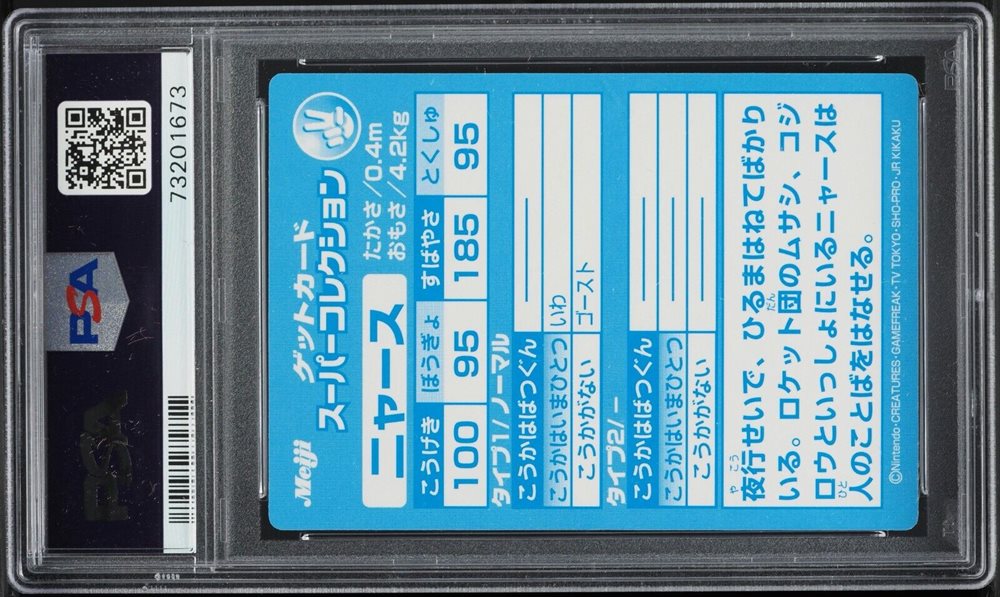 PSA
73201673
PSA
Meiji
ゲットカード
スーパーコレクション
ニャース
たかさ/0.4m
おもさ/4.2kg
こうげき ぼうぎょ すばやさ とくしゅ
100 95 185 95
タイプ1/ノーマル
こうかはばつぐん ――――
こうかはいまひとつ いわ
こうかがない ゴースト
タイプ2/-
こうかはばつぐん ――――
こうかはいまひとつ ――――
こうかがない ――――
夜行せいで、ひるまはねてばかり
いる。ロケット団のムサシ、コジ
ロウといっしょにいるニャースは
人のことばをはなせる。
©Nintendo·CREATURES·GAMEFREAK·TV TOKYO·SHO-PRO·JR KIKAKU